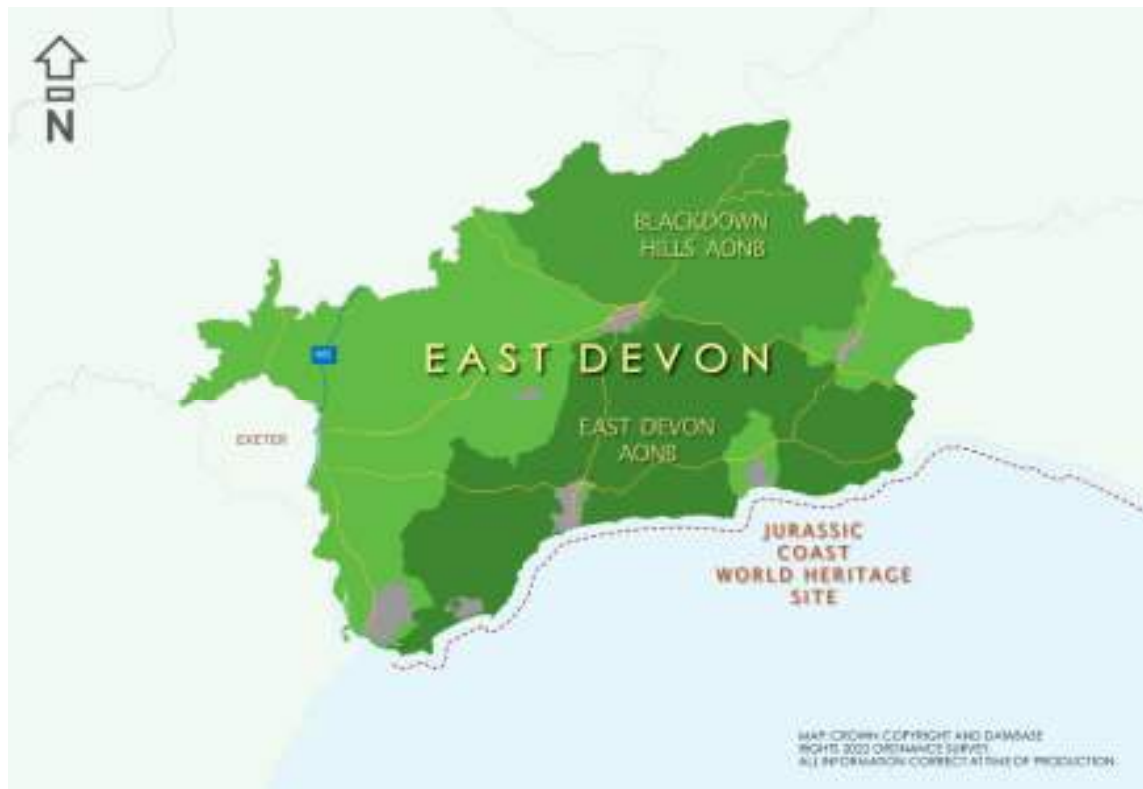 N
BLACKDOWN
HILLS AONB
M5
EAST DEVON
EAST DEVON
AONB
EXETER
JURASSIC
COAST
WORLD HERITAGE
SITE
MAP CROWN COPYRIGHT AND DATABASE
RIGHTS 2022 ORDNANCE SURVEY
ALL INFORMATION CORRECT AT TIME OF PRODUCTION